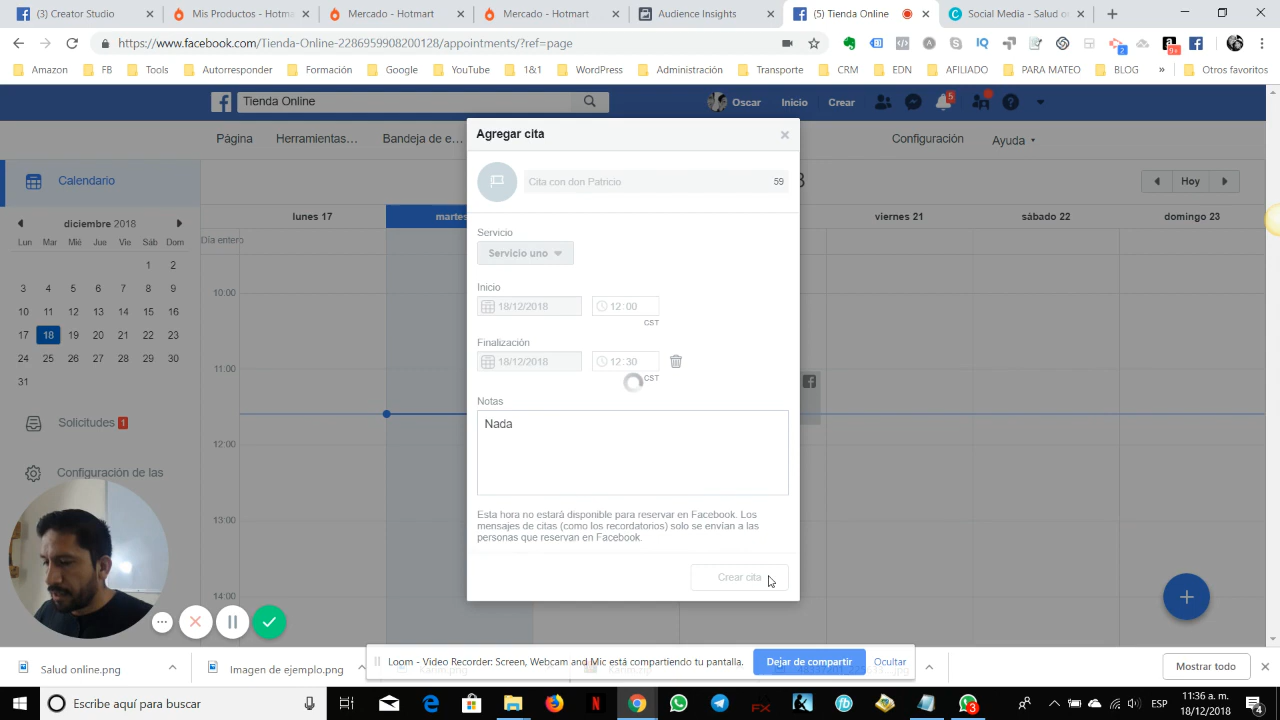 (3) Facebook
Mis Productos - Hotm
Mercado - Hotmart
Mercado - Hotmart
Audience Insights
(5) Tienda Online
Social Media - Salud o
https://www.facebook.com/Tienda-Online-2286959908200128/appointments/?ref=page
2
9+
Amazon
FB
Tools
Autoresponder
Formación
Google
YouTube
1&1
WordPress
Administración
Transporte
CRM
EDN
AFILIADO
PARA MATEO
BLOG
»
Otros favoritos
Tienda Online
Oscar
Inicio
Crear
5
Página
Herramientas...
Bandeja de e...
Configuración
Ayuda
Agregar cita
Cita con don Patricio
59
Calendario
Hoy
diciembre 2018
Lun Mar Mié Jue Vie Sáb Dom
1 2
3 4 5 6 7 8 9
10 11 12 13 14 15 16
17 18 19 20 21 22 23
24 25 26 27 28 29 30
31
lunes 17
martes
viernes 21
sábado 22
domingo 23
Día entero
10:00
11:00
12:00
13:00
14:00
Servicio
Servicio uno
Inicio
18/12/2018
12:00
CST
Finalización
18/12/2018
12:30
CST
Notas
Nada
Esta hora no estará disponible para reservar en Facebook. Los
mensajes de citas (como los recordatorios) solo se envían a las
personas que reservan en Facebook.
Crear cita
Solicitudes 1
Configuración de las
Salud online.png
Imagen de ejemplo.png
Loom - Video Recorder: Screen, Webcam and Mic está compartiendo tu pantalla.
Dejar de compartir
Ocultar
Mostrar todo
Escribe aquí para buscar
3
ESP
11:36 a. m.
18/12/2018
4